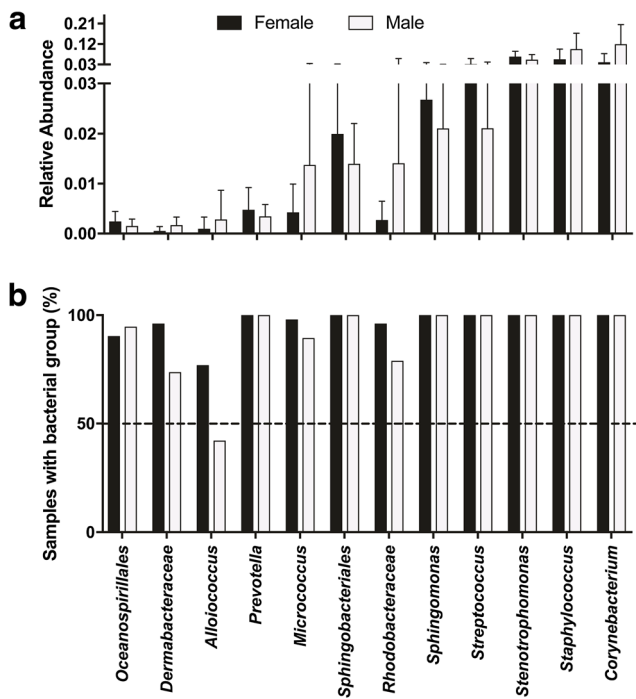 a
Female Male
Relative Abundance
0.21
0.12
0.03
0.03
0.02
0.01
0.00
b
Samples with bacterial group (%)
100
50
0
Oceanospirillales
Dermabacteraceae
Alloiococcus
Prevotella
Micrococcus
Sphingobacteriales
Rhodobacteraceae
Sphingomonas
Streptococcus
Stenotrophomonas
Staphylococcus
Corynebacterium